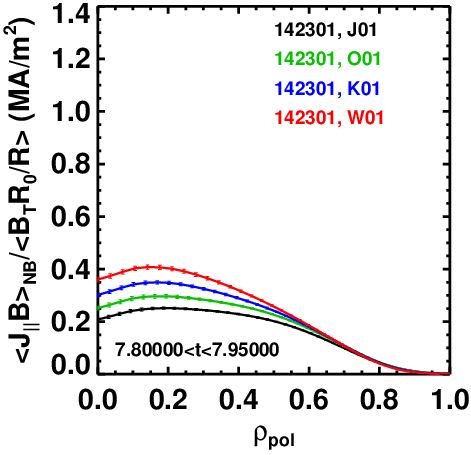 1.4
1.2
1.0
0.8
0.6
0.4
0.2
0.0
<J||B>NB/<BTR0/R> (MA/m²)
142301, J01
142301, O01
142301, K01
142301, W01
7.80000<t<7.95000
0.0 0.2 0.4 0.6 0.8 1.0
ρpol